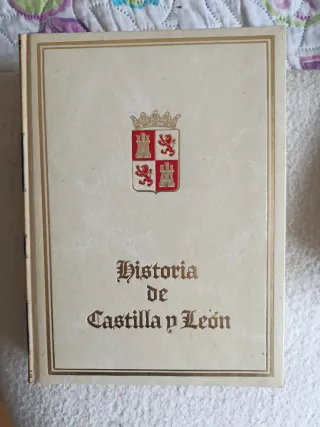 Historia
de
Castilla y León